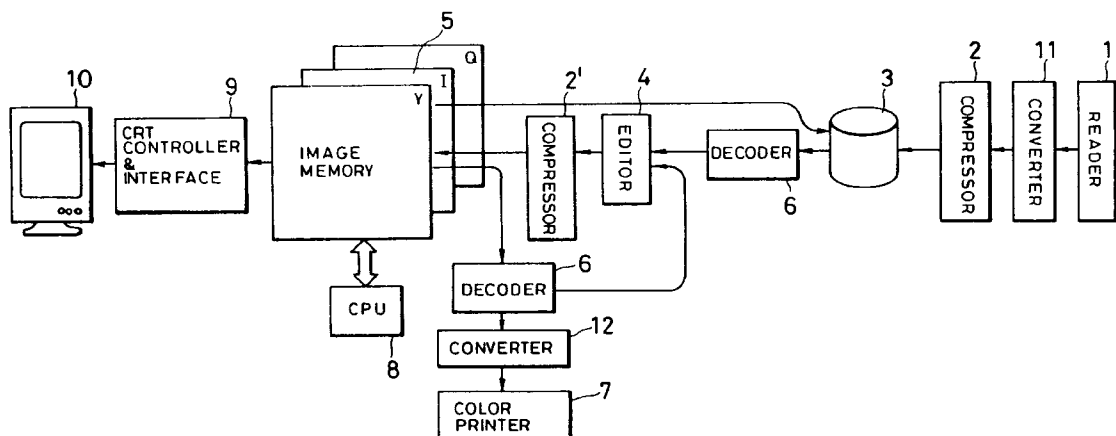 5
Q
I
Y
10
9
2'
4
3
2
11
1
CRT
CONTROLLER
&
INTERFACE
IMAGE
MEMORY
COMPRESSOR
EDITOR
DECODER
6
COMPRESSOR
CONVERTER
READER
6
DECODER
CPU
8
12
CONVERTER
7
COLOR
PRINTER